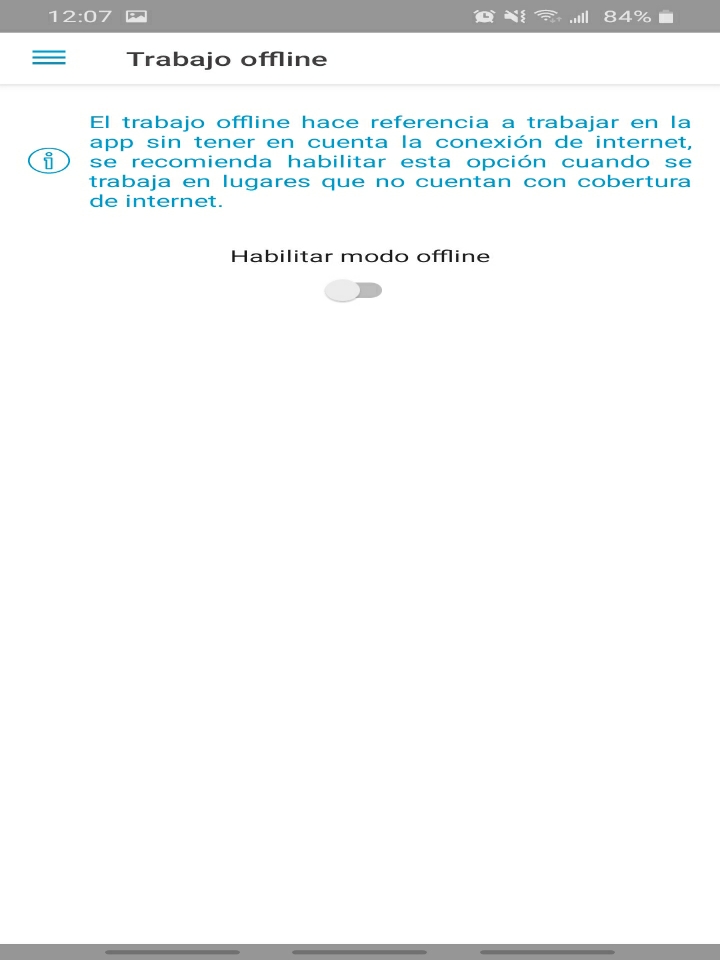 12:07
84%
Trabajo offline
El trabajo offline hace referencia a trabajar en la
app sin tener en cuenta la conexión de internet,
se recomienda habilitar esta opción cuando se
trabaja en lugares que no cuentan con cobertura
de internet.
Habilitar modo offline